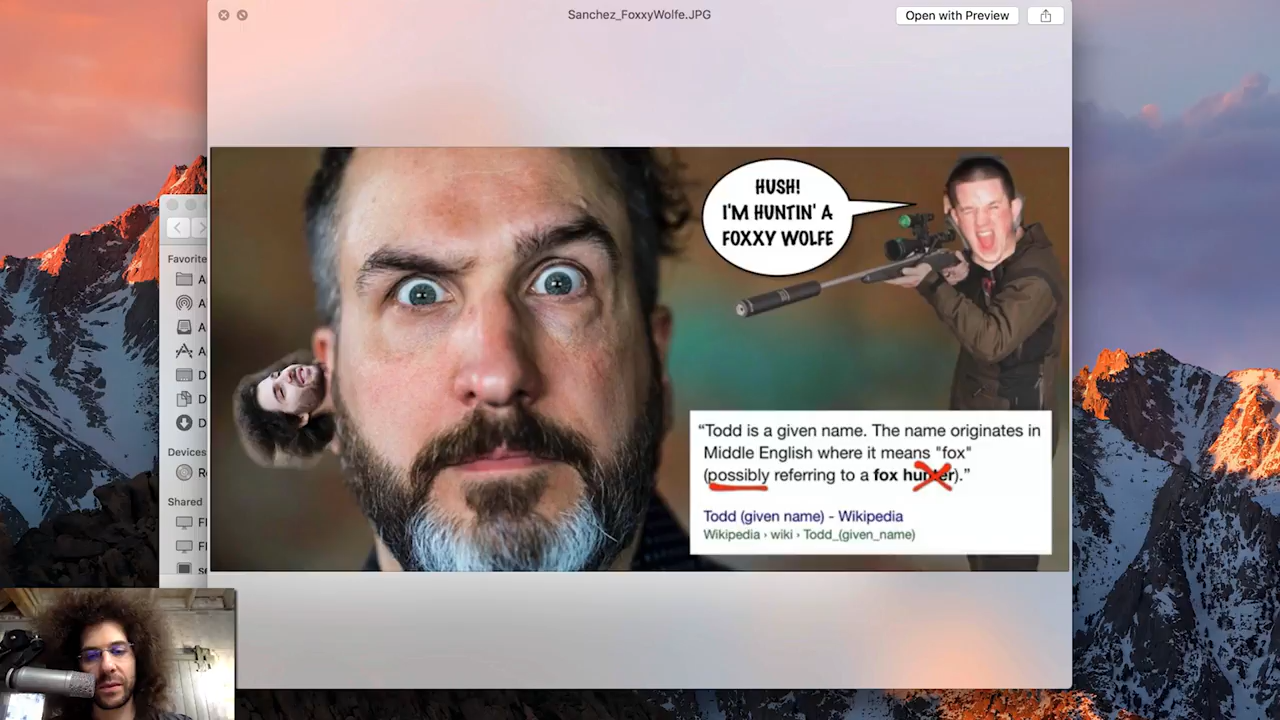 Sanchez_FoxxyWolfe.JPG
Open with Preview
HUSH!
I'M HUNTIN' A
FOXXY WOLFE
Favorite
A
A
A
A
D
D
D
Devices
Shared
"Todd is a given name. The name originates in
Middle English where it means "fox"
(possibly referring to a fox hunter)."
Todd (given name) - Wikipedia
Wikipedia › wiki › Todd_(given_name)